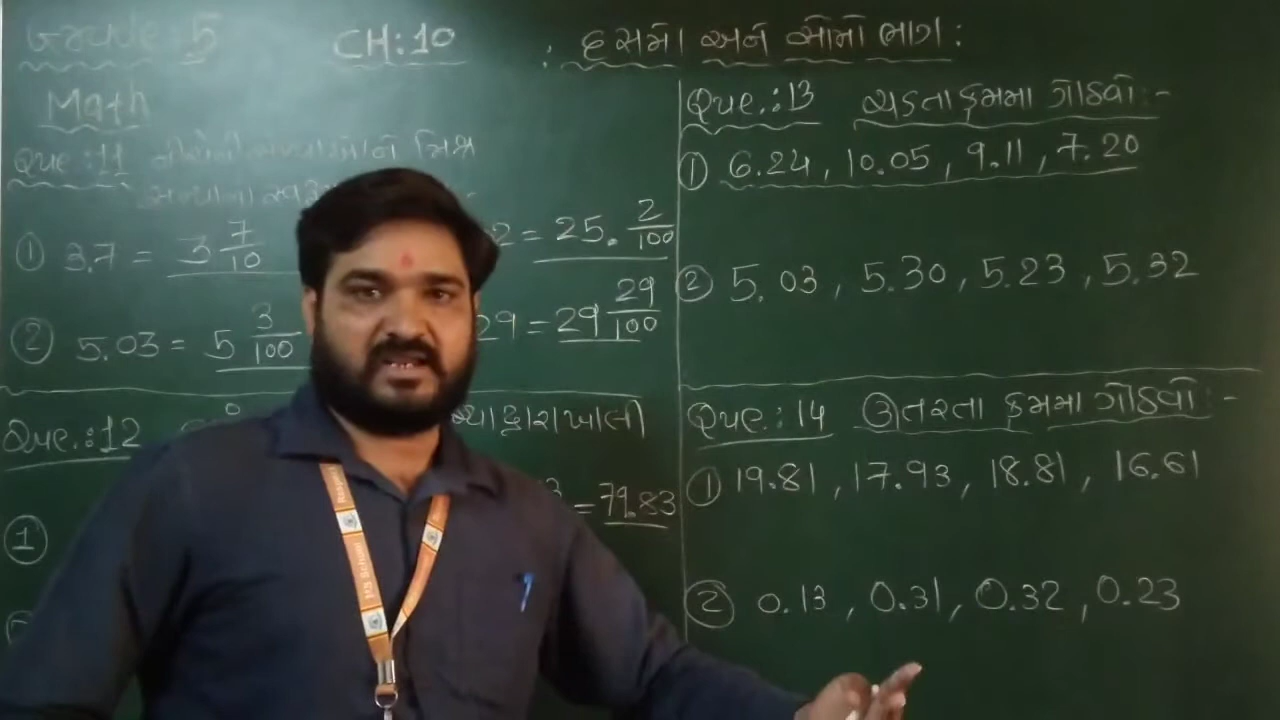 ગ્રેડ : 5 CH:10 : દસમો અને સોમો ભાગ :
Math
Que. : 11 નીચેની સંખ્યાઓને મિશ્ર
① 3.7 = 3 7/10
2 = 25. 2/100
② 5.03 = 5 3/100
29 = 29 29/100
Que. : 12
ખાલી
①
= 79.83
Que. : 13 ચડતા ક્રમમા ગોઠવો :-
① 6.24 , 10.05 , 9.11 , 7.20
② 5.03 , 5.30 , 5.23 , 5.32
Que. : 14 ઊતરતા ક્રમમા ગોઠવો :-
① 19.81 , 17.93 , 18.81 , 16.61
② 0.13 , 0.31 , 0.32 , 0.23